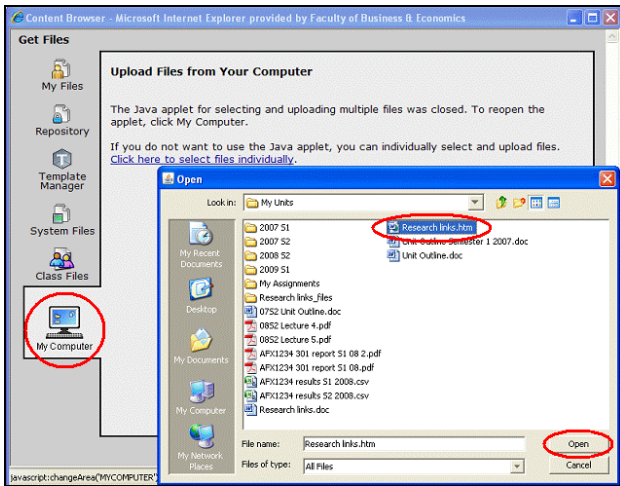 Content Browser - Microsoft Internet Explorer provided by Faculty of Business & Economics
Get Files
My Files
Repository
Template
Manager
System Files
Class Files
My Computer
Upload Files from Your Computer
The Java applet for selecting and uploading multiple files was closed. To reopen the
applet, click My Computer.
If you do not want to use the Java applet, you can individually select and upload files.
Click here to select files individually.
Open
Look in: My Units
My Recent
Documents
Desktop
My Documents
My Computer
My Network
Places
2007 S1
2007 S2
2008 S2
2009 S1
My Assignments
Research links_files
0752 Unit Outline.doc
0852 Lecture 4.pdf
0852 Lecture 5.pdf
AFX1234 301 report S1 08 2.pdf
AFX1234 301 report S1 08.pdf
AFX1234 results S1 2008.csv
AFX1234 results S2 2008.csv
Research links.doc
Research links.htm
Unit Outline Semester 1 2007.doc
Unit Outline.doc
File name: Research links.htm
Open
Files of type: All Files
Cancel
javascript:changeArea('MYCOMPUTER')